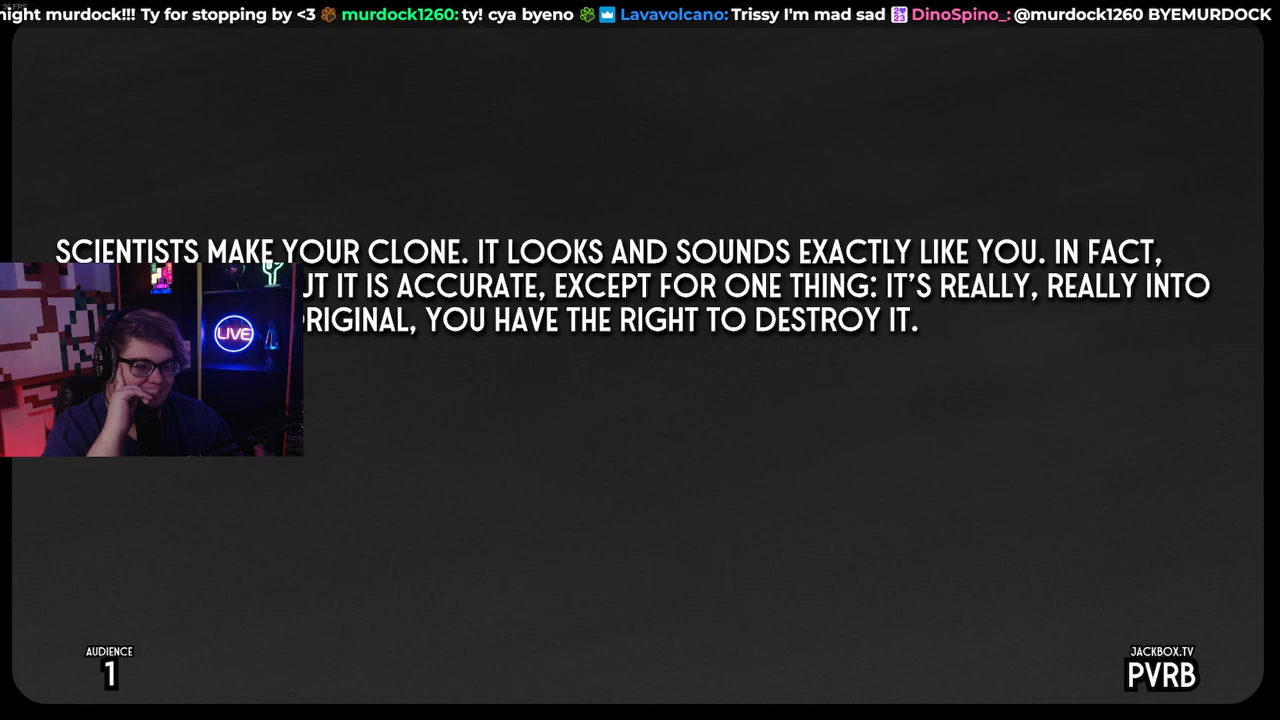 night murdock!!! Ty for stopping by <3 murdock1260: ty! cya byeno Lavavolcano: Trissy I'm mad sad DinoSpino_: @murdock1260 BYEMURDOCK
SCIENTISTS MAKE YOUR CLONE. IT LOOKS AND SOUNDS EXACTLY LIKE YOU. IN FACT,
IT IS ACCURATE, EXCEPT FOR ONE THING: IT'S REALLY, REALLY INTO
YOU HAVE THE RIGHT TO DESTROY IT.
LIVE
AUDIENCE
1
JACKBOX.TV
PVRB